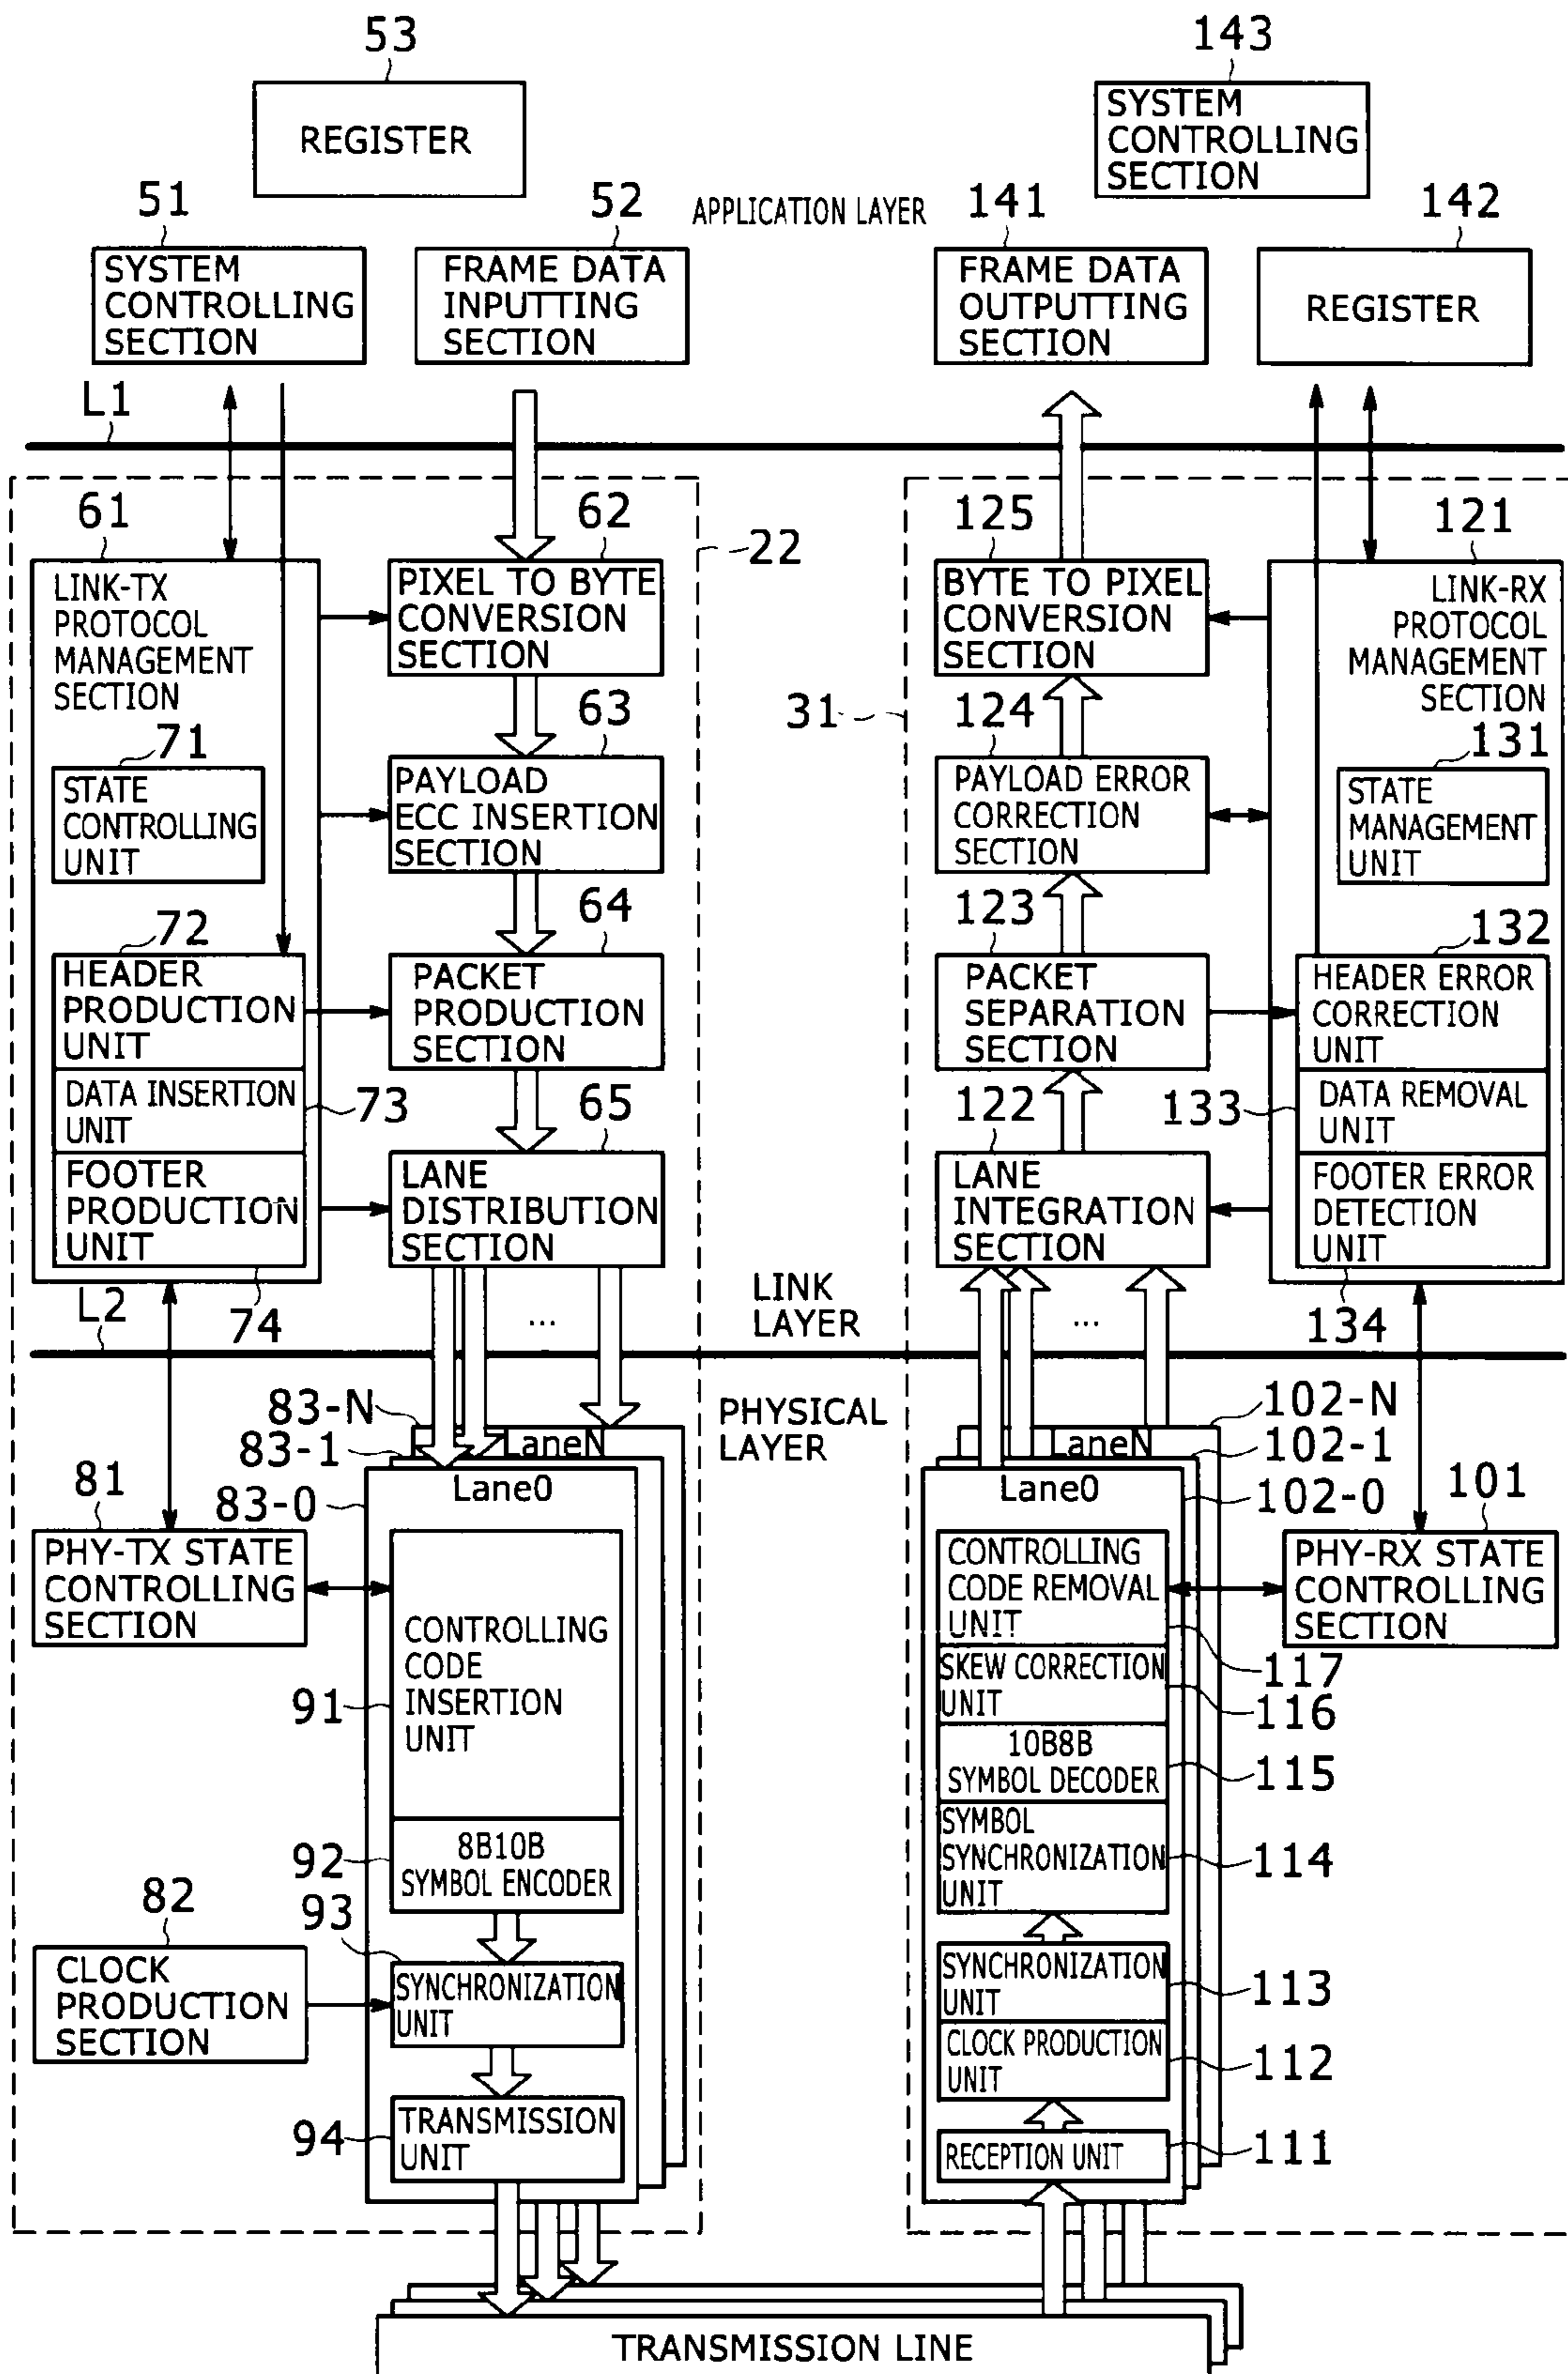 53
143
REGISTER
SYSTEM
CONTROLLING
SECTION
51
52
APPLICATION LAYER
141
142
SYSTEM
CONTROLLING
SECTION
FRAME DATA
INPUTTING
SECTION
FRAME DATA
OUTPUTTING
SECTION
REGISTER
L1
61
62
22
125
121
LINK-TX
PROTOCOL
MANAGEMENT
SECTION
PIXEL TO BYTE
CONVERSION
SECTION
BYTE TO PIXEL
CONVERSION
SECTION
LINK-RX
PROTOCOL
MANAGEMENT
SECTION
71
63
31
124
131
STATE
CONTROLLING
UNIT
PAYLOAD
ECC INSERTION
SECTION
PAYLOAD ERROR
CORRECTION
SECTION
STATE
MANAGEMENT
UNIT
72
64
123
132
HEADER
PRODUCTION
UNIT
PACKET
PRODUCTION
SECTION
PACKET
SEPARATION
SECTION
HEADER ERROR
CORRECTION
UNIT
DATA INSERTION
UNIT
73
65
122
133
DATA REMOVAL
UNIT
FOOTER
PRODUCTION
UNIT
LANE
DISTRIBUTION
SECTION
LANE
INTEGRATION
SECTION
FOOTER ERROR
DETECTION
UNIT
L2
74
...
LINK
LAYER
...
134
83-N
LaneN
PHYSICAL
LAYER
LaneN
102-N
83-1
102-1
81
83-0
Lane0
Lane0
102-0
101
PHY-TX STATE
CONTROLLING
SECTION
CONTROLLING
CODE
INSERTION
UNIT
91
CONTROLLING
CODE REMOVAL
UNIT
PHY-RX STATE
CONTROLLING
SECTION
117
SKEW CORRECTION
UNIT
116
10B8B
SYMBOL DECODER
115
92
8B10B
SYMBOL ENCODER
SYMBOL
SYNCHRONIZATION
UNIT
114
82
93
CLOCK
PRODUCTION
SECTION
SYNCHRONIZATION
UNIT
SYNCHRONIZATION
UNIT
113
CLOCK PRODUCTION
UNIT
112
94
TRANSMISSION
UNIT
RECEPTION UNIT
111
TRANSMISSION LINE